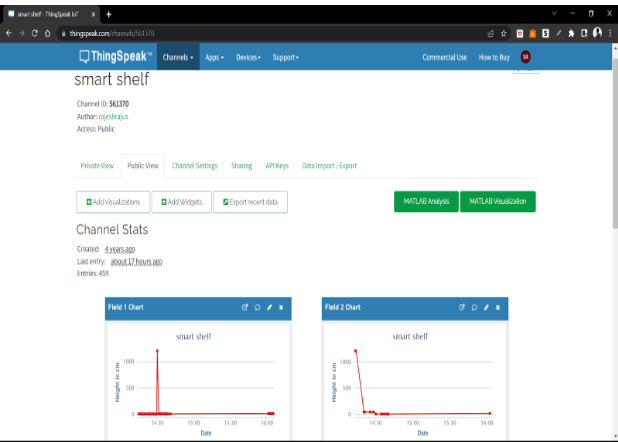 smart shelf - ThingSpeak IoT
thingspeak.com/channels/561370
ThingSpeak™ Channels Apps Devices Support Commercial Use How to Buy SR
smart shelf
Channel ID: 561370
Author: rajeshrajus
Access: Public
Private View Public View Channel Settings Sharing API Keys Data Import / Export
Add Visualizations Add Widgets Export recent data MATLAB Analysis MATLAB Visualization
Channel Stats
Created: 4 years ago
Last entry: about 17 hours ago
Entries: 459
Field 1 Chart Field 2 Chart
smart shelf smart shelf
Height in cm Height in cm
1000 1000
500 500
0 0
14:30 15:00 15:30 16:00 14:30 15:00 15:30 16:00
Date Date